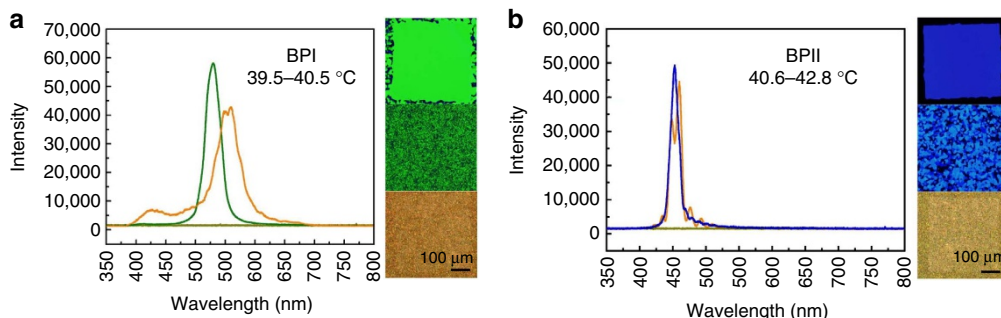 a
70,000
60,000
50,000
40,000
30,000
20,000
10,000
0
Intensity
BPI
39.5–40.5 °C
350
400
450
500
550
600
650
700
750
800
Wavelength (nm)
100 µm
b
60,000
50,000
40,000
30,000
20,000
10,000
0
Intensity
BPII
40.6–42.8 °C
350
400
450
500
550
600
650
700
750
800
Wavelength (nm)
100 µm